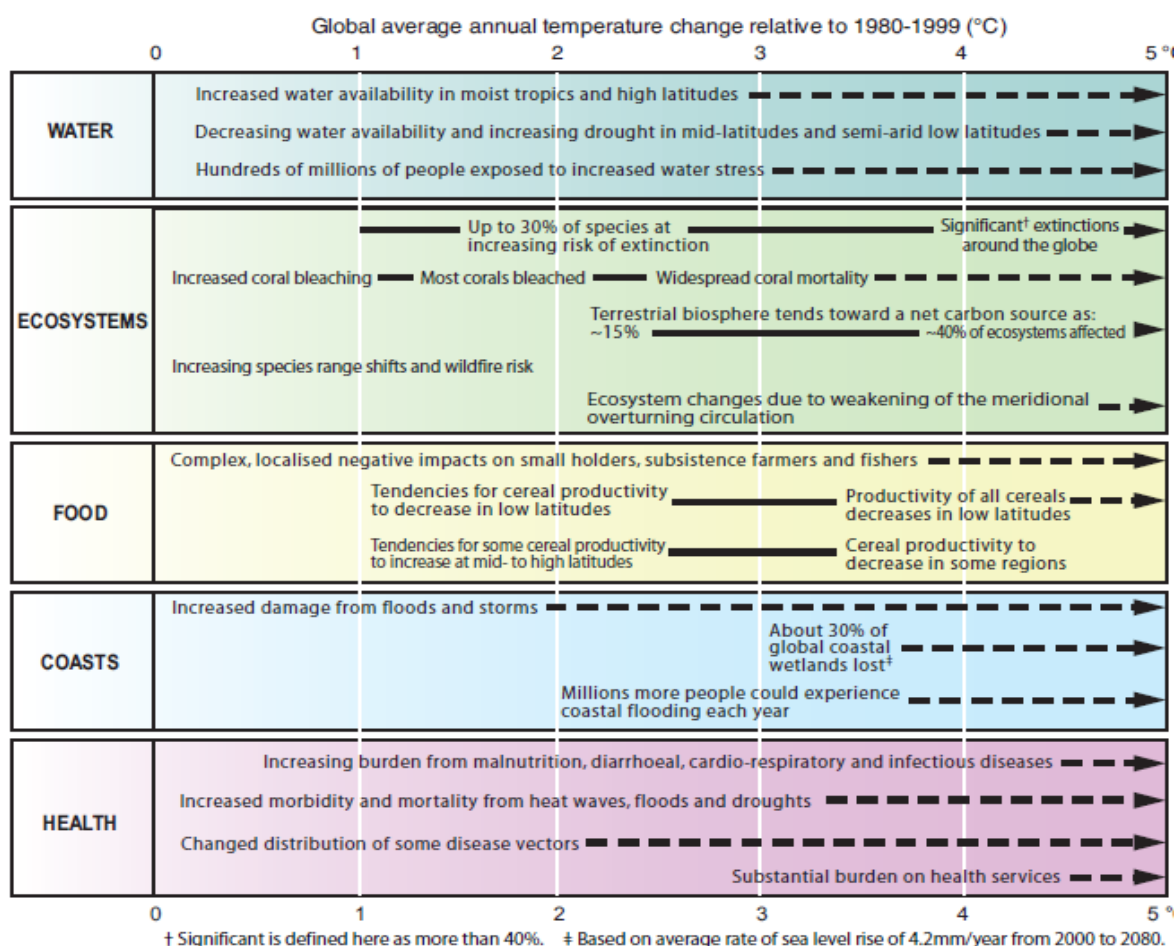 Global average annual temperature change relative to 1980-1999 (°C)
0 1 2 3 4 5 °C
WATER
Increased water availability in moist tropics and high latitudes
Decreasing water availability and increasing drought in mid-latitudes and semi-arid low latitudes
Hundreds of millions of people exposed to increased water stress
ECOSYSTEMS
Up to 30% of species at
increasing risk of extinction
Significant† extinctions
around the globe
Increased coral bleaching Most corals bleached Widespread coral mortality
Terrestrial biosphere tends toward a net carbon source as:
~15% ~40% of ecosystems affected
Increasing species range shifts and wildfire risk
Ecosystem changes due to weakening of the meridional
overturning circulation
FOOD
Complex, localised negative impacts on small holders, subsistence farmers and fishers
Tendencies for cereal productivity
to decrease in low latitudes
Productivity of all cereals
decreases in low latitudes
Tendencies for some cereal productivity
to increase at mid- to high latitudes
Cereal productivity to
decrease in some regions
COASTS
Increased damage from floods and storms
About 30% of
global coastal
wetlands lost‡
Millions more people could experience
coastal flooding each year
HEALTH
Increasing burden from malnutrition, diarrhoeal, cardio-respiratory and infectious diseases
Increased morbidity and mortality from heat waves, floods and droughts
Changed distribution of some disease vectors
Substantial burden on health services
0 1 2 3 4 5 °C
† Significant is defined here as more than 40%. ‡ Based on average rate of sea level rise of 4.2mm/year from 2000 to 2080.